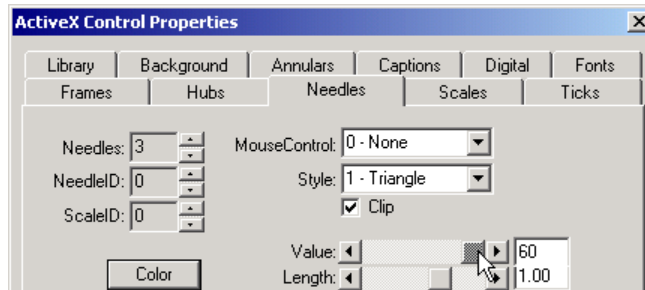 ActiveX Control Properties
Library Background Annulars Captions Digital Fonts
Frames Hubs Needles Scales Ticks
Needles: 3 MouseControl: 0 - None
NeedleID: 0 Style: 1 - Triangle
ScaleID: 0 Clip
Value: 60
Color Length: 1.00